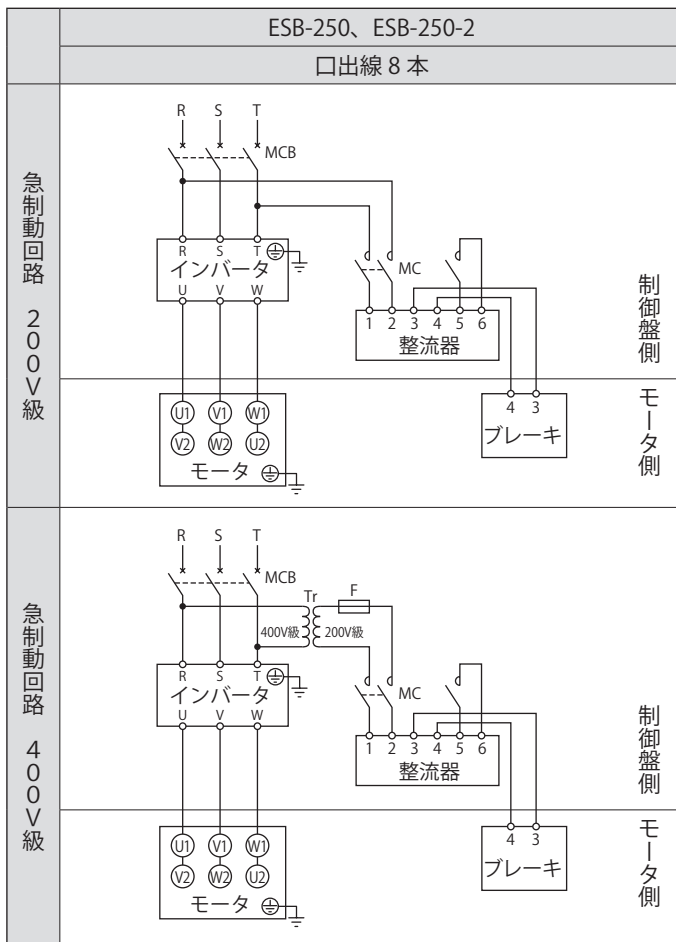 ESB-250、ESB-250-2
口出線 8 本
急制動回路 200V級
R S T
MCB
R S T
インバータ
U V W
MC
1 2 3 4 5 6
整流器
制御盤側
U1 V1 W1
V2 W2 U2
モータ
4 3
ブレーキ
モータ側
急制動回路 400V級
R S T
MCB
Tr F
400V級 200V級
R S T
インバータ
U V W
MC
1 2 3 4 5 6
整流器
制御盤側
U1 V1 W1
V2 W2 U2
モータ
4 3
ブレーキ
モータ側